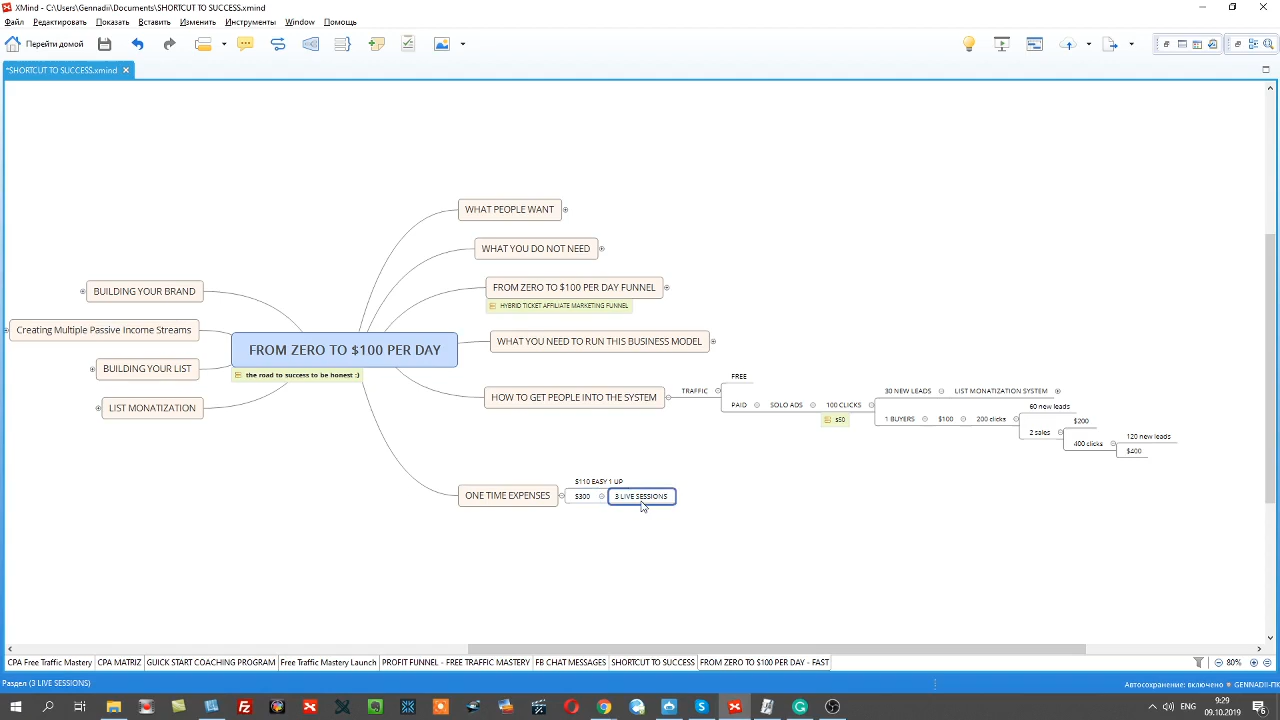 XMind - C:\Users\Gennadii\Documents\SHORTCUT TO SUCCESS.xmind
Файл Редактировать Показать Вставить Изменить Инструменты Window Помощь
Перейти домой
*SHORTCUT TO SUCCESS.xmind
WHAT PEOPLE WANT
WHAT YOU DO NOT NEED
FROM ZERO TO $100 PER DAY FUNNEL
HYBRID TICKET AFFILIATE MARKETING FUNNEL
BUILDING YOUR BRAND
Creating Multiple Passive Income Streams
BUILDING YOUR LIST
LIST MONATIZATION
FROM ZERO TO $100 PER DAY
the road to success to be honest :)
WHAT YOU NEED TO RUN THIS BUSINESS MODEL
HOW TO GET PEOPLE INTO THE SYSTEM
TRAFFIC
FREE
PAID
SOLO ADS
100 CLICKS
$50
30 NEW LEADS
LIST MONATIZATION SYSTEM
1 BUYERS
$100
200 clicks
60 new leads
2 sales
$200
400 clicks
120 new leads
$400
ONE TIME EXPENSES
$110 EASY 1 UP
$300
3 LIVE SESSIONS
CPA Free Traffic Mastery CPA MATRIZ GUICK START COACHING PROGRAM Free Traffic Mastery Launch PROFIT FUNNEL - FREE TRAFFIC MASTERY FB CHAT MESSAGES SHORTCUT TO SUCCESS FROM ZERO TO $100 PER DAY - FAST
80%
Раздел (3 LIVE SESSIONS)
Автосохранение: включено
GENNADII-ПК
ENG
9:29
09.10.2019